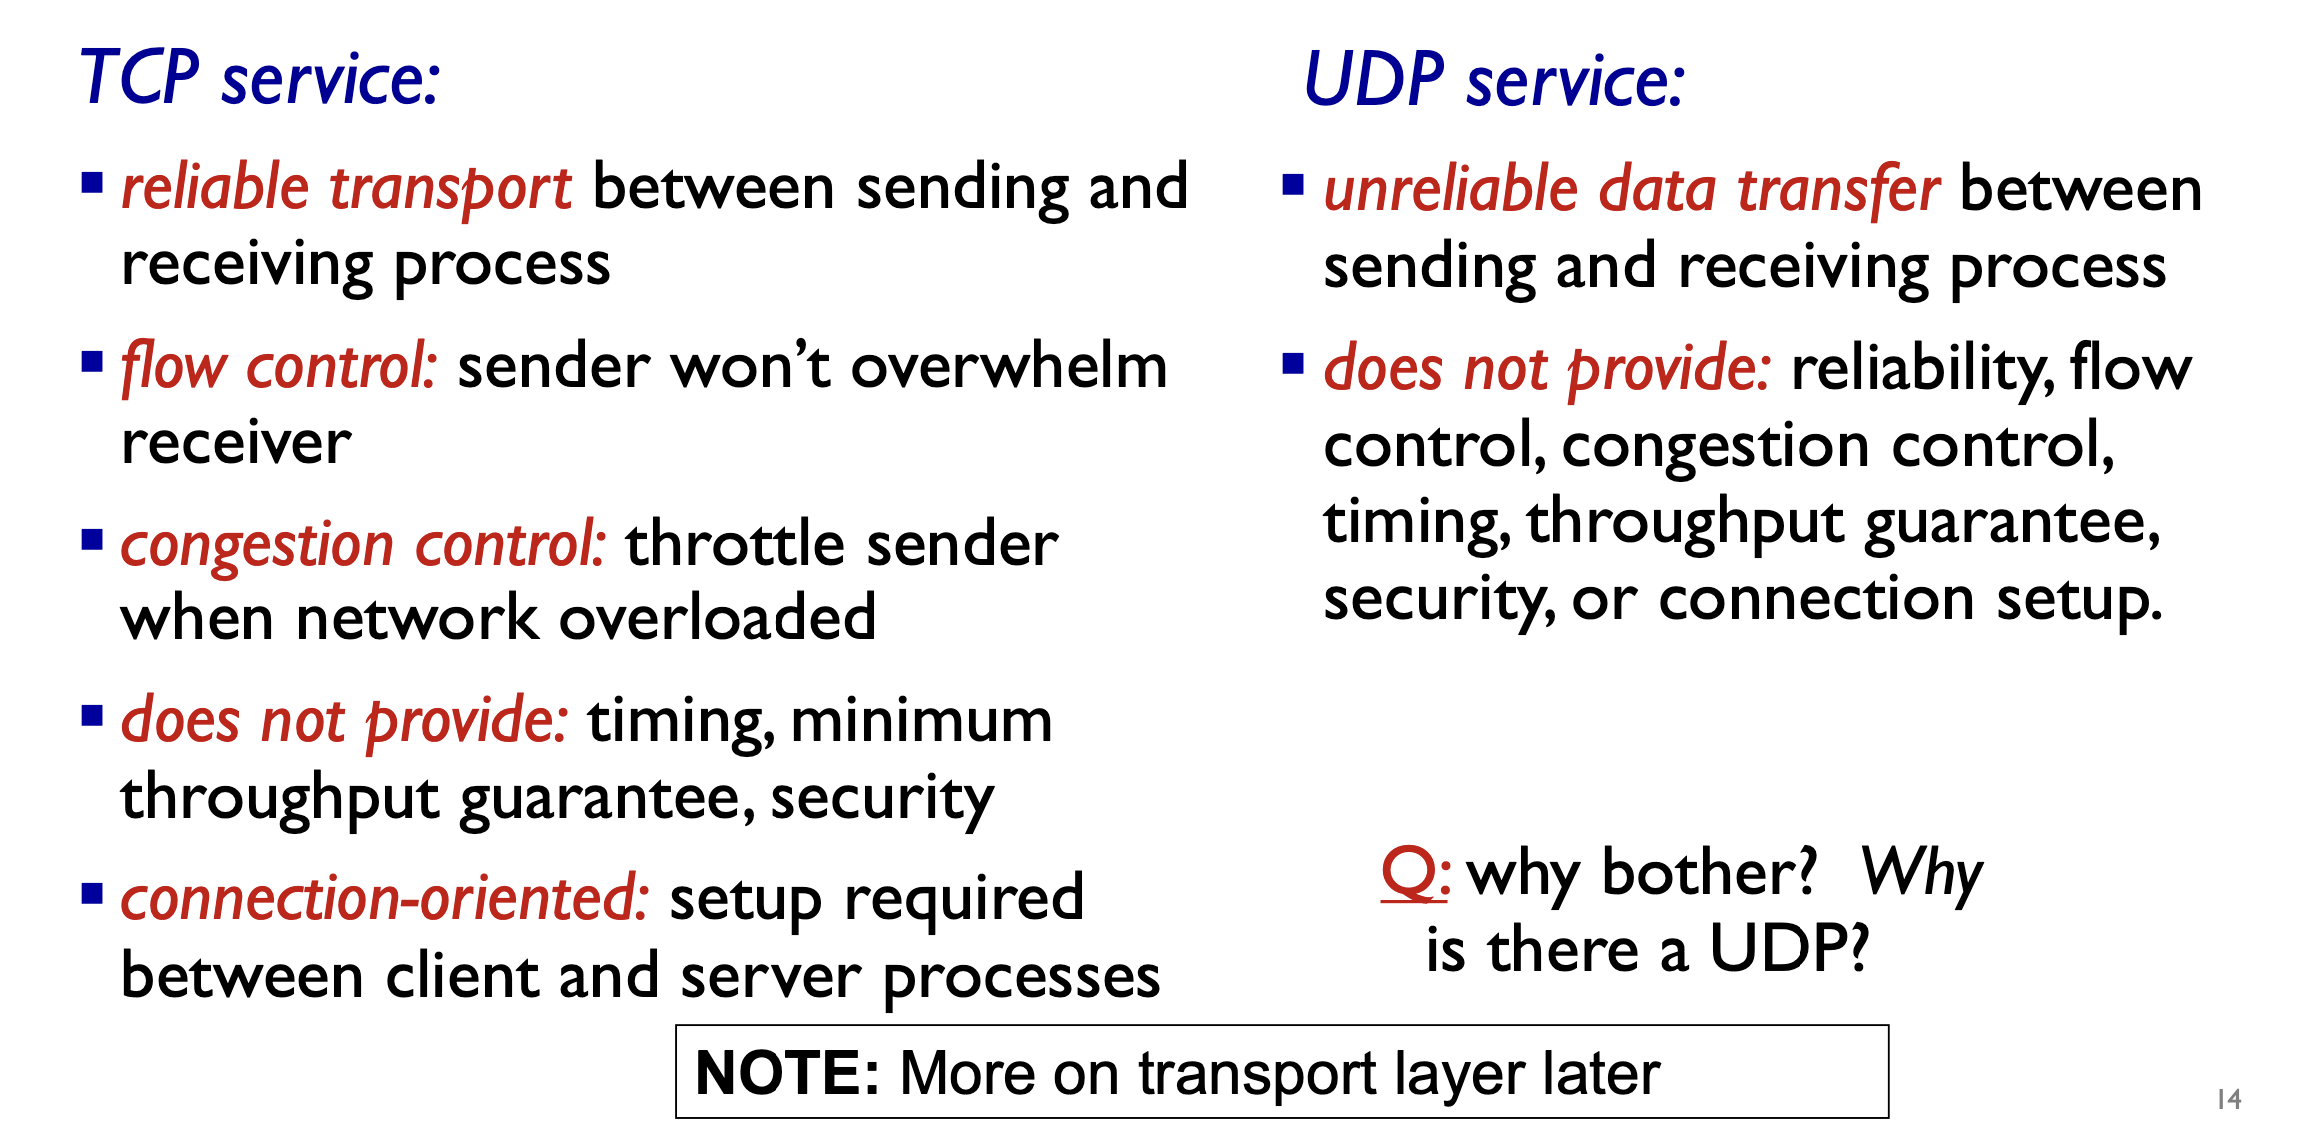 TCP service:
▪ reliable transport between sending and
receiving process
▪ flow control: sender won’t overwhelm
receiver
▪ congestion control: throttle sender
when network overloaded
▪ does not provide: timing, minimum
throughput guarantee, security
▪ connection-oriented: setup required
between client and server processes
UDP service:
▪ unreliable data transfer between
sending and receiving process
▪ does not provide: reliability, flow
control, congestion control,
timing, throughput guarantee,
security, or connection setup.
Q: why bother? Why
is there a UDP?
NOTE: More on transport layer later
14